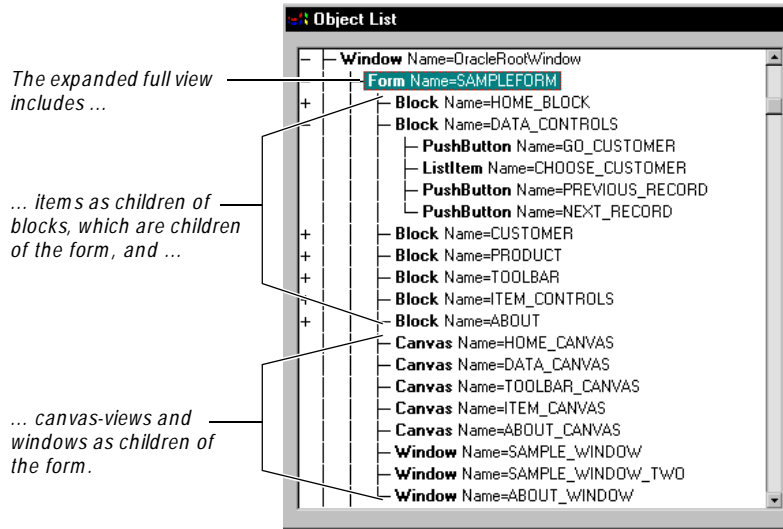 Object List
- Window Name=OracleRootWindow
The expanded full view
includes ...
Form Name=SAMPLEFORM
+ Block Name=HOME_BLOCK
- Block Name=DATA_CONTROLS
PushButton Name=GO_CUSTOMER
ListItem Name=CHOOSE_CUSTOMER
PushButton Name=PREVIOUS_RECORD
PushButton Name=NEXT_RECORD
... items as children of
blocks, which are children
of the form, and ...
+ Block Name=CUSTOMER
+ Block Name=PRODUCT
+ Block Name=TOOLBAR
+ Block Name=ITEM_CONTROLS
+ Block Name=ABOUT
Canvas Name=HOME_CANVAS
Canvas Name=DATA_CANVAS
Canvas Name=TOOLBAR_CANVAS
Canvas Name=ITEM_CANVAS
Canvas Name=ABOUT_CANVAS
Window Name=SAMPLE_WINDOW
Window Name=SAMPLE_WINDOW_TWO
Window Name=ABOUT_WINDOW
... canvas-views and
windows as children of
the form.